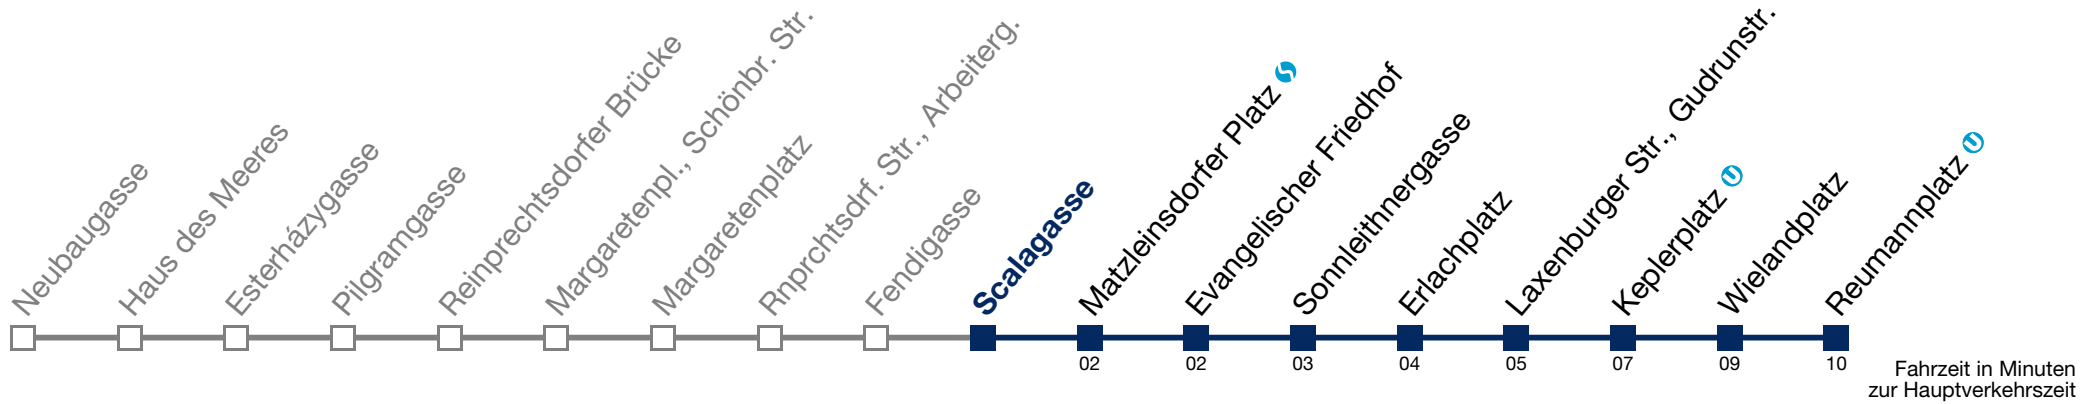 Neubaugasse
Haus des Meeres
Esterházygasse
Pilgramgasse
Reinprechtsdorfer Brücke
Margaretenpl., Schönbr. Str.
Margaretenplatz
Rnprchtsdrf. Str., Arbeiterg.
Fendigasse
Scalagasse
Matzleinsdorfer Platz
Evangelischer Friedhof
Sonnleithnergasse
Erlachplatz
Laxenburger Str., Gudrunstr.
Keplerplatz U
Wielandplatz
Reumannplatz U
02 02 03 04 05 07 09 10
Fahrzeit in Minuten
zur Hauptverkehrszeit